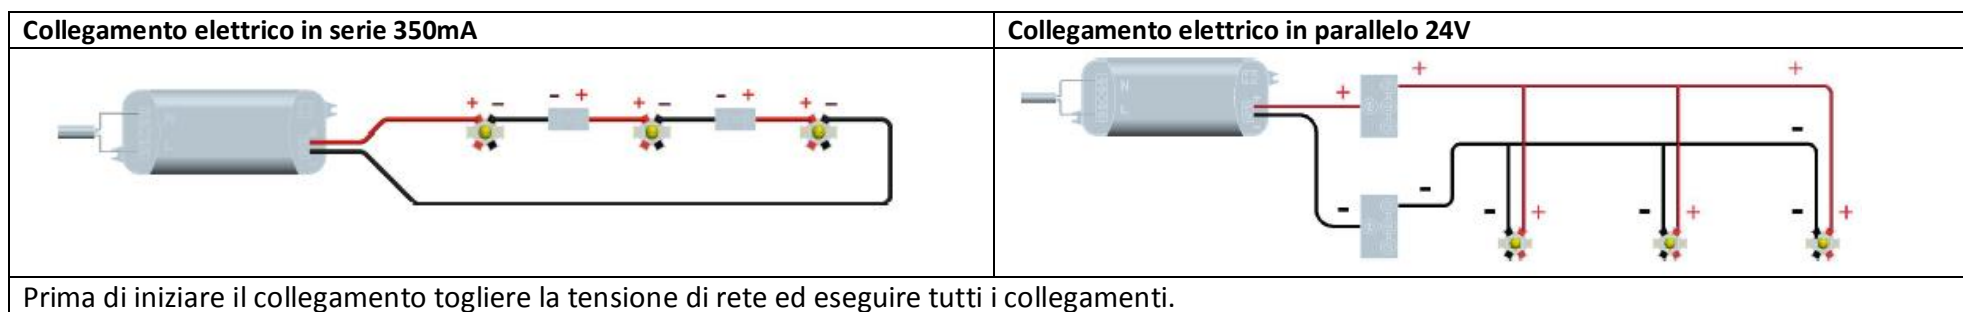 Collegamento elettrico in serie 350mA
Collegamento elettrico in parallelo 24V
+ − - + + − - + + −
N
L
+ + +
- - -
- + - + - +
Prima di iniziare il collegamento togliere la tensione di rete ed eseguire tutti i collegamenti.